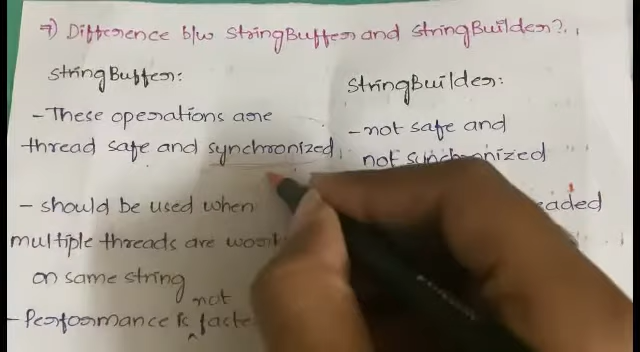 7) Difference b/w StringBuffer and StringBuilder?
StringBuffer:
- These operations are
thread safe and synchronized.
- should be used when
multiple threads are
on same string
not
- Performance is
StringBuilder:
- not safe and
not synchronized